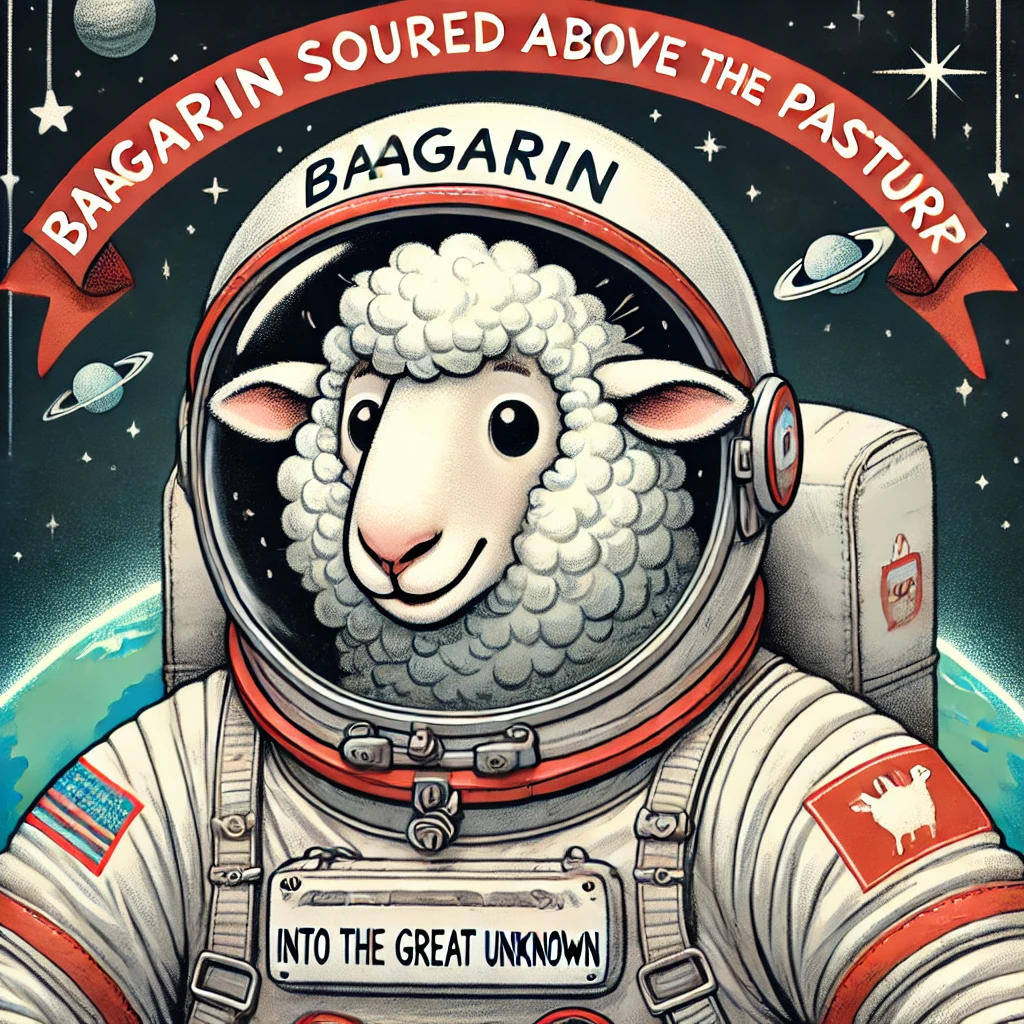 BAAGARIN SOURED ABOVE THE PASTURR
BAAGARIN
INTO THE GREAT UNKNOWN